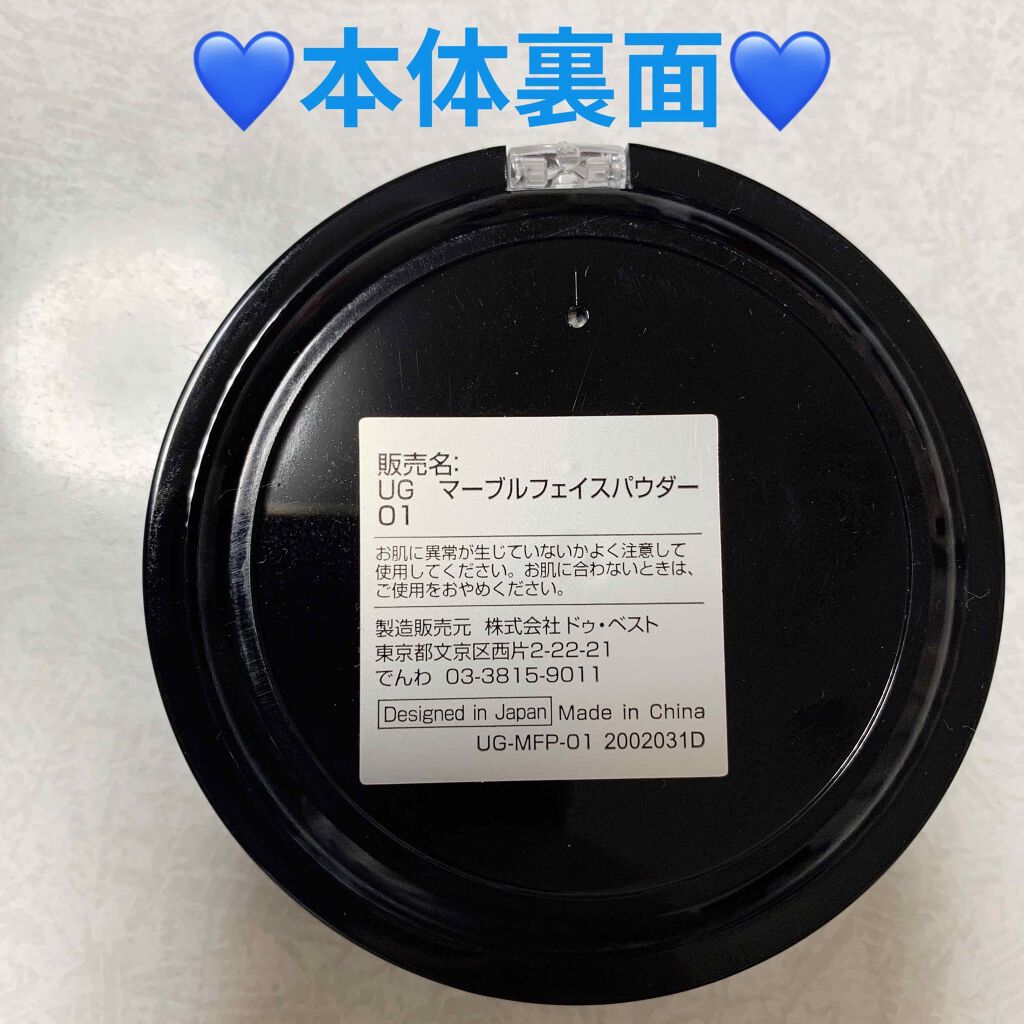 💙本体裏面💙
販売名:
UG マーブルフェイスパウダー
01
お肌に異常が生じていないかよく注意して
使用してください。お肌に合わないときは、
ご使用をおやめください。
製造販売元 株式会社ドゥ・ベスト
東京都文京区西片2-22-21
でんわ 03-3815-9011
Designed in Japan Made in China
UG-MFP-01 2002031D